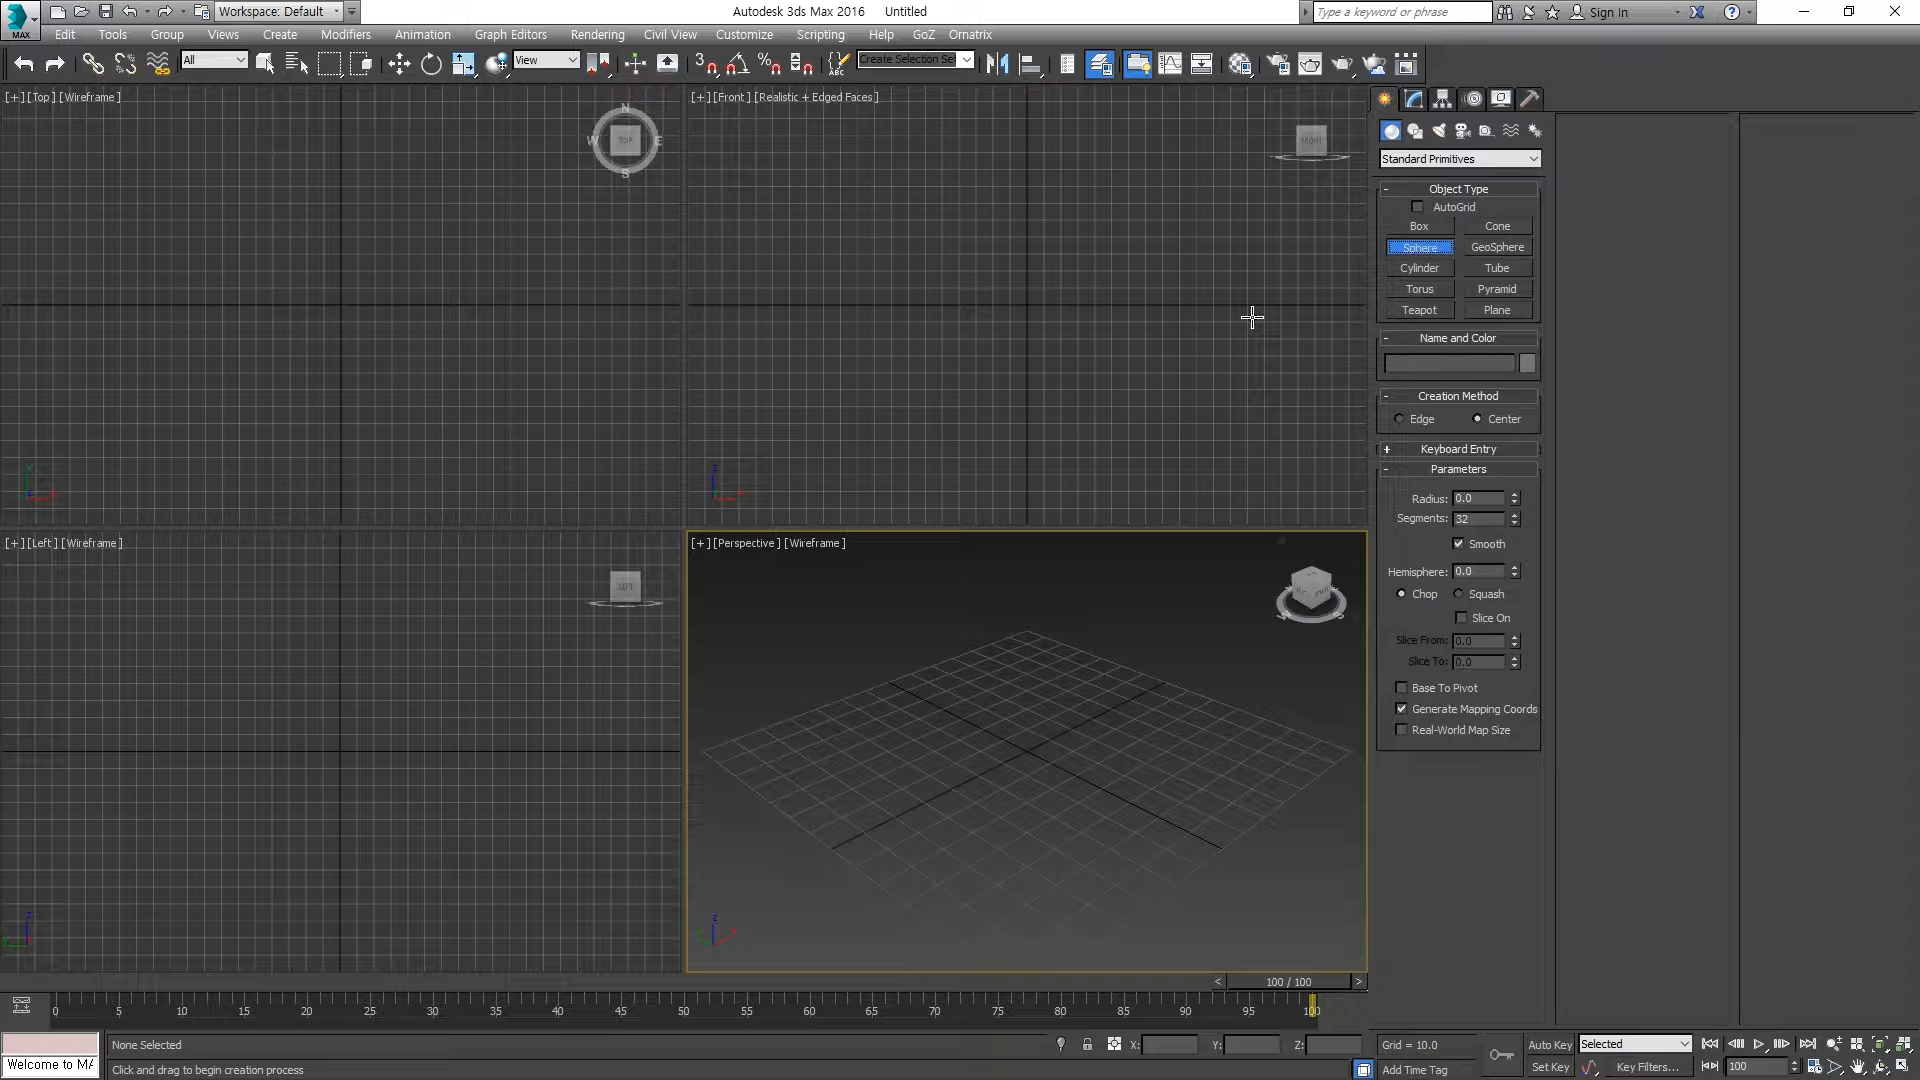 Workspace: Default
Autodesk 3ds Max 2016 Untitled
Type a keyword or phrase
Sign In
MAX
Edit Tools Group Views Create Modifiers Animation Graph Editors Rendering Civil View Customize Scripting Help GoZ Ornatrix
All
View
3
ABC
Create Selection Se
[+] [Top] [Wireframe]
N
W TOP E
S
[+] [Front] [Realistic + Edged Faces]
FRONT
Standard Primitives
- Object Type
AutoGrid
Box Cone
Sphere GeoSphere
Cylinder Tube
Torus Pyramid
Teapot Plane
- Name and Color
- Creation Method
Edge Center
+ Keyboard Entry
- Parameters
Radius: 0.0
Segments: 32
Smooth
Hemisphere: 0.0
Chop Squash
Slice On
Slice From: 0.0
Slice To: 0.0
Base To Pivot
Generate Mapping Coords
Real-World Map Size
[+] [Left] [Wireframe]
LEFT
[+] [Perspective] [Wireframe]
< 100 / 100 >
0 5 10 15 20 25 30 35 40 45 50 55 60 65 70 75 80 85 90 95 100
None Selected
X: Y: Z:
Grid = 10.0
Auto Key
Selected
Welcome to MA
Click and drag to begin creation process
Add Time Tag
Set Key
Key Filters...
100